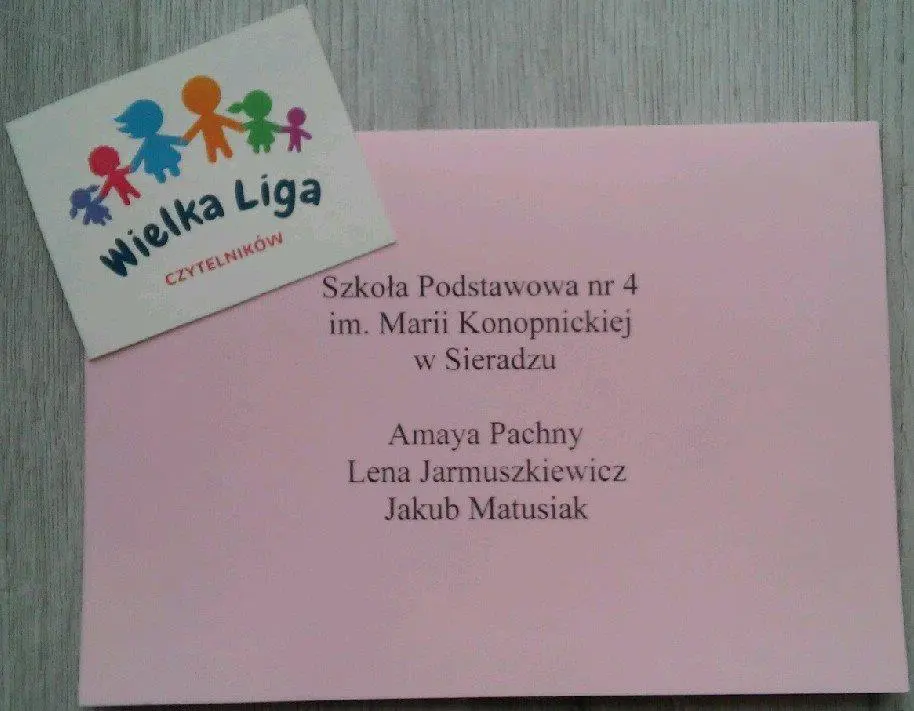 Wielka Liga
CZYTELNIKÓW
Szkoła Podstawowa nr 4
im. Marii Konopnickiej
w Sieradzu
Amaya Pachny
Lena Jarmuszkiewicz
Jakub Matusiak